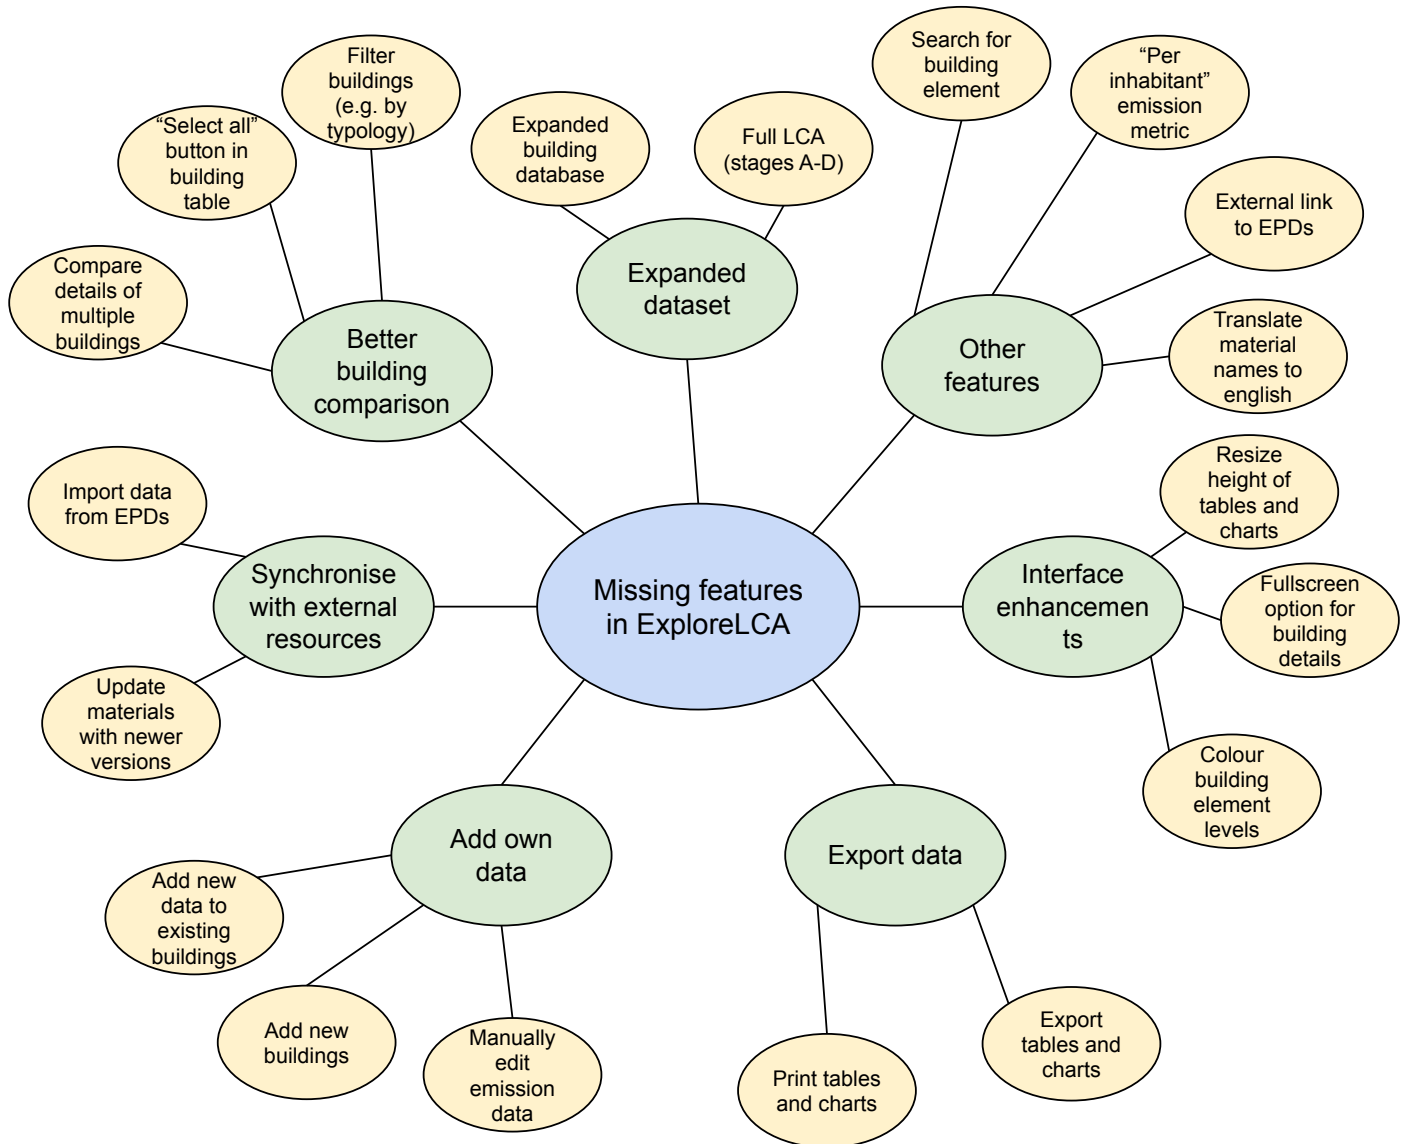 Filter
buildings
(e.g. by
typology)
Search for
building
element
“Per
inhabitant”
emission
metric
“Select all”
button in
building
table
Expanded
building
database
Full LCA
(stages A-D)
External link
to EPDs
Compare
details of
multiple
buildings
Better
building
comparison
Expanded
dataset
Other
features
Translate
material
names to
english
Import data
from EPDs
Resize
height of
tables and
charts
Synchronise
with external
resources
Missing features
in ExploreLCA
Interface
enhancemen
ts
Fullscreen
option for
building
details
Update
materials
with newer
versions
Colour
building
element
levels
Add own
data
Export data
Add new
data to
existing
buildings
Add new
buildings
Manually
edit
emission
data
Print tables
and charts
Export
tables and
charts